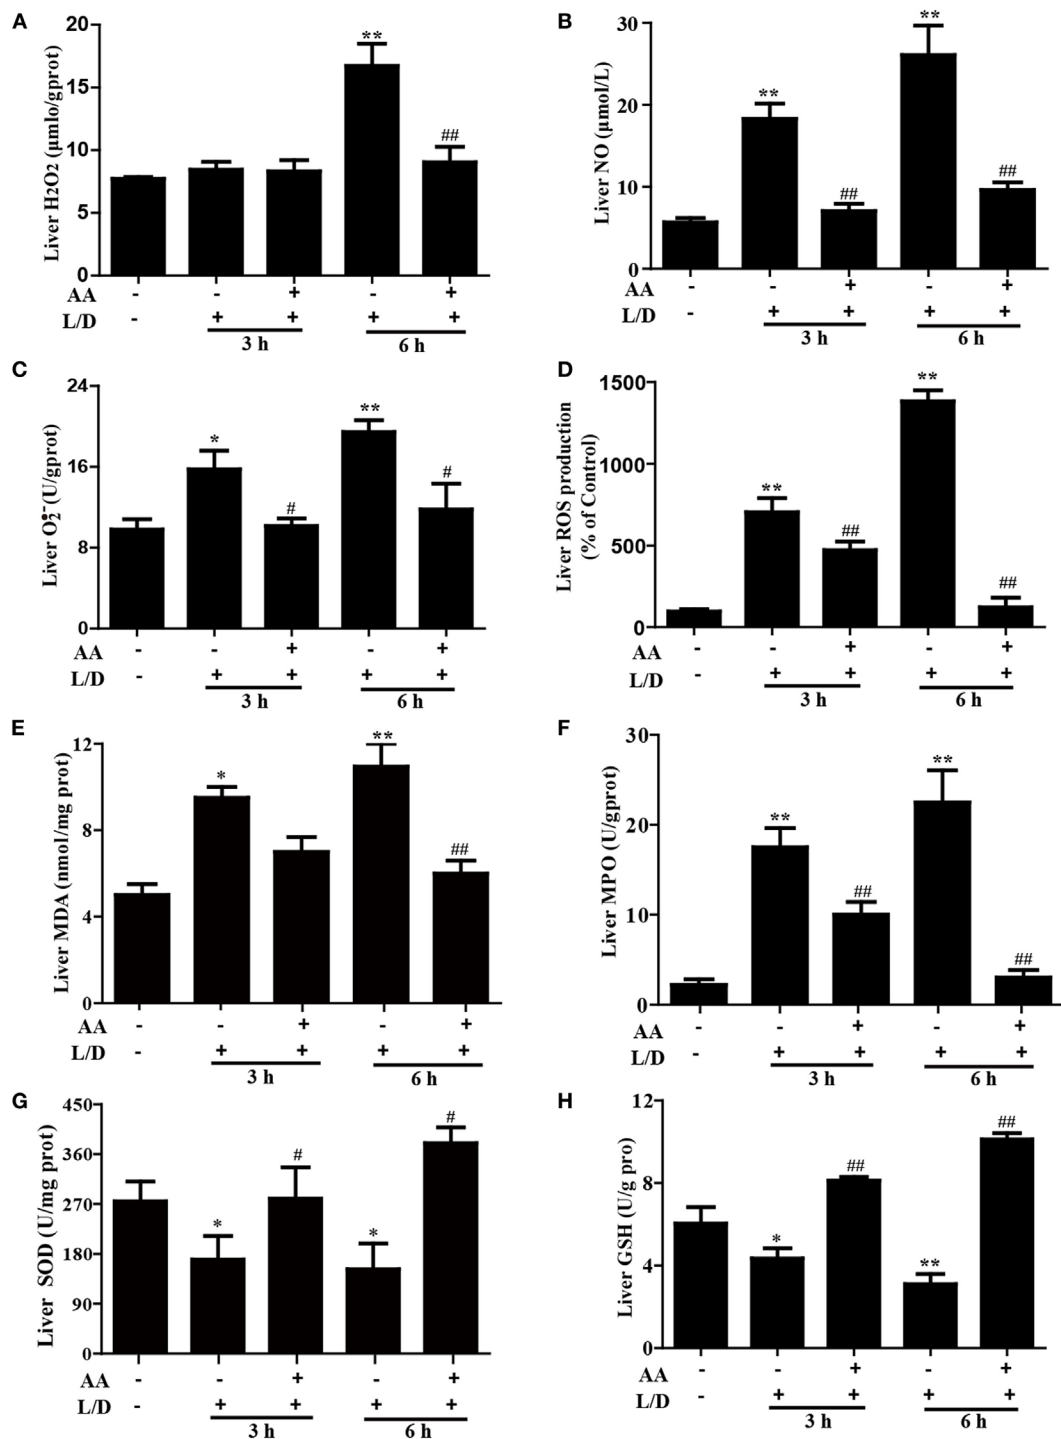 A
Liver H2O2 (μmlo/gprot)
20
15
10
5
0
**
##
AA - - + - +
L/D - + + + +
3 h 6 h
B
Liver NO (μmol/L)
30
20
10
0
**
##
**
##
AA - - + - +
L/D - + + + +
3 h 6 h
C
Liver O2•− (U/gprot)
24
16
8
0
*
#
**
#
AA - - + - +
L/D - + + + +
3 h 6 h
D
Liver ROS production
(% of Control)
1500
1000
500
0
**
##
**
##
AA - - + - +
L/D - + + + +
3 h 6 h
E
Liver MDA (nmol/mg prot)
12
8
4
0
*
**
##
AA - - + - +
L/D - + + + +
3 h 6 h
F
Liver MPO (U/gprot)
30
20
10
0
**
##
**
##
AA - - + - +
L/D - + + + +
3 h 6 h
G
Liver SOD (U/mg prot)
450
360
270
180
90
0
*
#
*
#
AA - - + - +
L/D - + + + +
3 h 6 h
H
Liver GSH (U/g pro)
12
8
4
0
*
##
**
##
AA - - + - +
L/D - + + + +
3 h 6 h